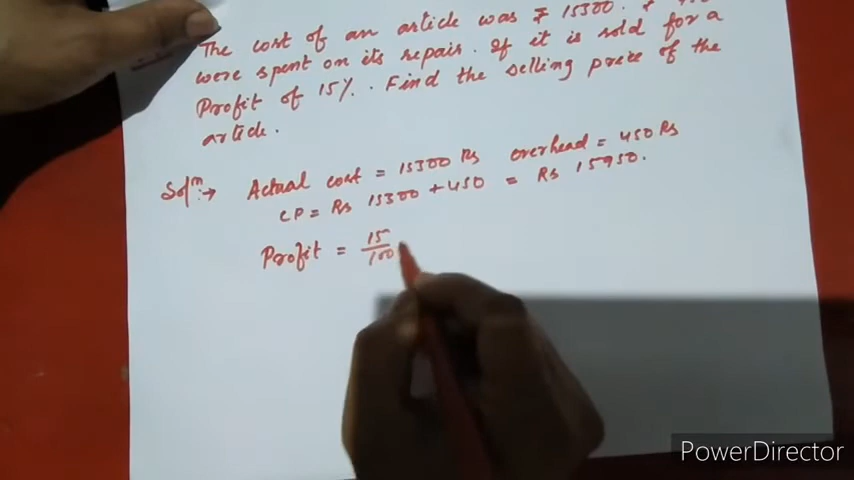 The cost of an article was ₹ 15300. ₹
were spent on its repair. If it is sold for a
Profit of 15%. Find the selling price of the
article.
Solⁿ:→ Actual cost = 15300 Rs overhead = 450 Rs
CP = Rs 15300 + 450 = Rs 15950.
Profit = 15/100
PowerDirector